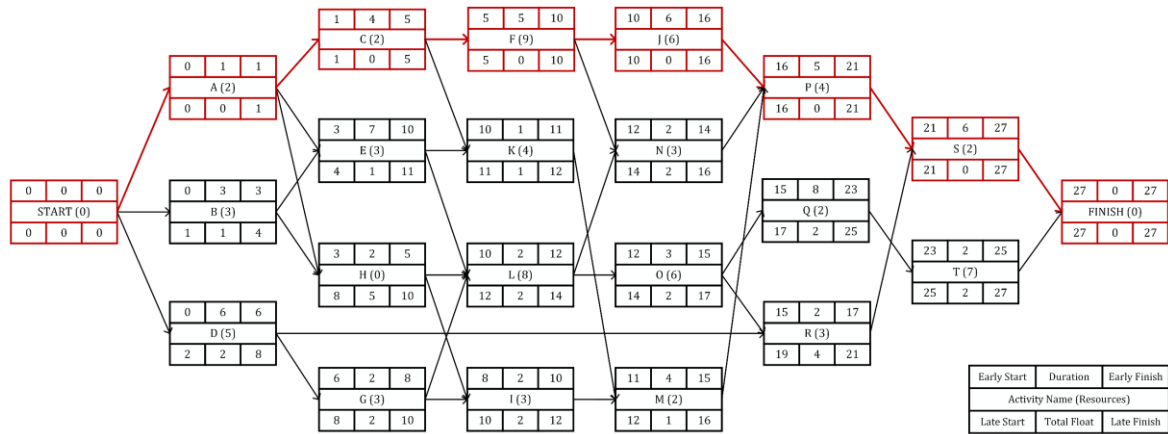 1 4 5
C (2)
1 0 5
5 5 10
F (9)
5 0 10
10 6 16
J (6)
10 0 16
0 1 1
A (2)
0 0 1
16 5 21
P (4)
16 0 21
3 7 10
E (3)
4 1 11
10 1 11
K (4)
11 1 12
12 2 14
N (3)
14 2 16
21 6 27
S (2)
21 0 27
0 0 0
START (0)
0 0 0
0 3 3
B (3)
1 1 4
15 8 23
Q (2)
17 2 25
27 0 27
FINISH (0)
27 0 27
3 2 5
H (0)
8 5 10
10 2 12
L (8)
12 2 14
12 3 15
O (6)
14 2 17
23 2 25
T (7)
25 2 27
0 6 6
D (5)
2 2 8
15 2 17
R (3)
19 4 21
6 2 8
G (3)
8 2 10
8 2 10
I (3)
10 2 12
11 4 15
M (2)
12 1 16
Early Start Duration Early Finish
Activity Name (Resources)
Late Start Total Float Late Finish